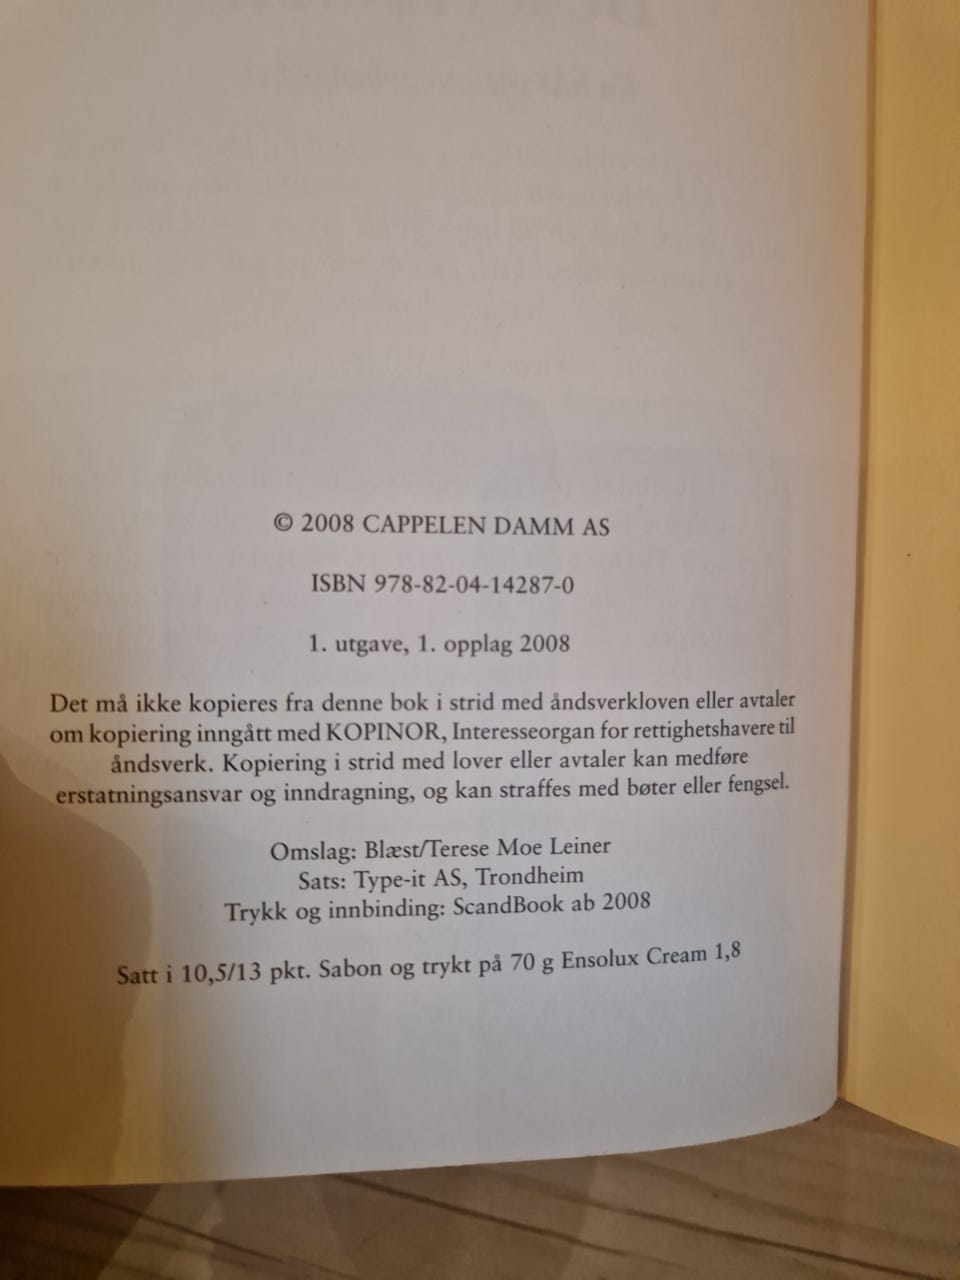 © 2008 CAPPELEN DAMM AS
ISBN 978-82-04-14287-0
1. utgave, 1. opplag 2008
Det må ikke kopieres fra denne bok i strid med åndsverkloven eller avtaler
om kopiering inngått med KOPINOR, Interesseorgan for rettighetshavere til
åndsverk. Kopiering i strid med lover eller avtaler kan medføre
erstatningsansvar og inndragning, og kan straffes med bøter eller fengsel.
Omslag: Blæst/Terese Moe Leiner
Sats: Type-it AS, Trondheim
Trykk og innbinding: ScandBook ab 2008
Satt i 10,5/13 pkt. Sabon og trykt på 70 g Ensolux Cream 1,8